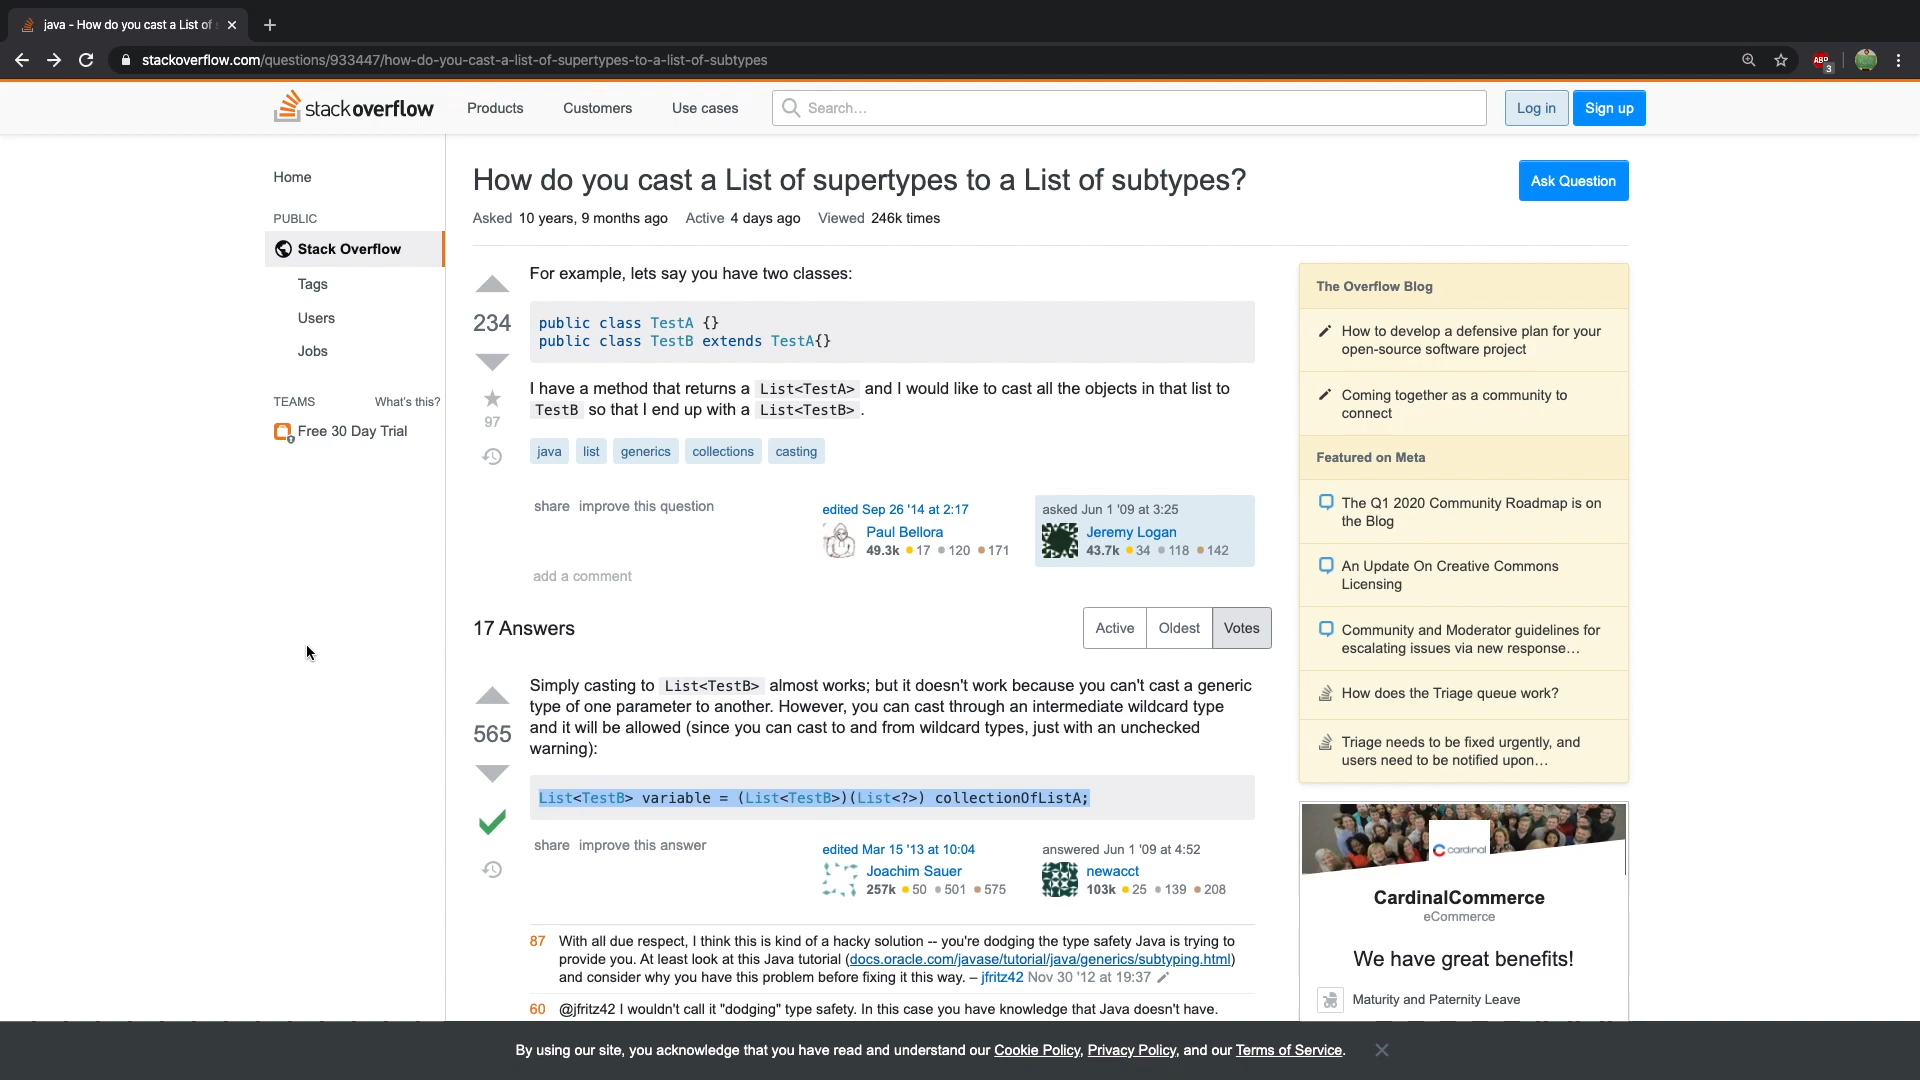 java - How do you cast a List of
stackoverflow.com/questions/933447/how-do-you-cast-a-list-of-supertypes-to-a-list-of-subtypes
ABP
3
stackoverflow
Products
Customers
Use cases
Search...
Log in
Sign up
Home
PUBLIC
Stack Overflow
Tags
Users
Jobs
TEAMS
What's this?
Free 30 Day Trial
How do you cast a List of supertypes to a List of subtypes?
Ask Question
Asked 10 years, 9 months ago Active 4 days ago Viewed 246k times
For example, lets say you have two classes:
234
public class TestA {}
public class TestB extends TestA{}
I have a method that returns a List<TestA> and I would like to cast all the objects in that list to
TestB so that I end up with a List<TestB>.
97
java list generics collections casting
share improve this question
edited Sep 26 '14 at 2:17
Paul Bellora
49.3k 17 120 171
asked Jun 1 '09 at 3:25
Jeremy Logan
43.7k 34 118 142
add a comment
17 Answers
Active Oldest Votes
Simply casting to List<TestB> almost works; but it doesn't work because you can't cast a generic
type of one parameter to another. However, you can cast through an intermediate wildcard type
and it will be allowed (since you can cast to and from wildcard types, just with an unchecked
warning):
565
List<TestB> variable = (List<TestB>)(List<?>) collectionOfListA;
share improve this answer
edited Mar 15 '13 at 10:04
Joachim Sauer
257k 50 501 575
answered Jun 1 '09 at 4:52
newacct
103k 25 139 208
87 With all due respect, I think this is kind of a hacky solution -- you're dodging the type safety Java is trying to
provide you. At least look at this Java tutorial (docs.oracle.com/javase/tutorial/java/generics/subtyping.html)
and consider why you have this problem before fixing it this way. – jfritz42 Nov 30 '12 at 19:37
60 @jfritz42 I wouldn't call it "dodging" type safety. In this case you have knowledge that Java doesn't have.
The Overflow Blog
How to develop a defensive plan for your
open-source software project
Coming together as a community to
connect
Featured on Meta
The Q1 2020 Community Roadmap is on
the Blog
An Update On Creative Commons
Licensing
Community and Moderator guidelines for
escalating issues via new response...
How does the Triage queue work?
Triage needs to be fixed urgently, and
users need to be notified upon...
cardinal
CardinalCommerce
eCommerce
We have great benefits!
Maturity and Paternity Leave
By using our site, you acknowledge that you have read and understand our Cookie Policy, Privacy Policy, and our Terms of Service.